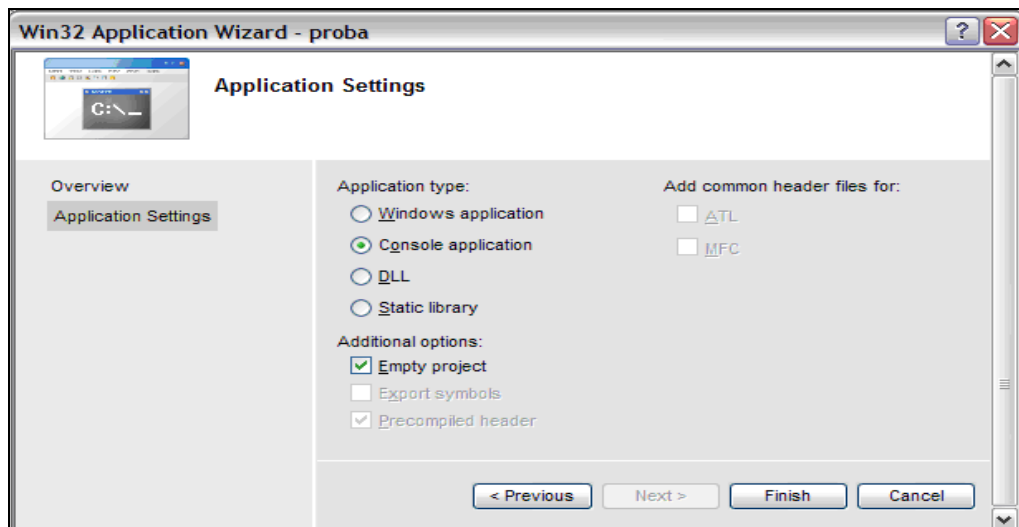 Win32 Application Wizard - proba
C:\_
Application Settings
Overview
Application Settings
Application type:
Windows application
Console application
DLL
Static library
Additional options:
Empty project
Export symbols
Precompiled header
Add common header files for:
ATL
MFC
< Previous
Next >
Finish
Cancel